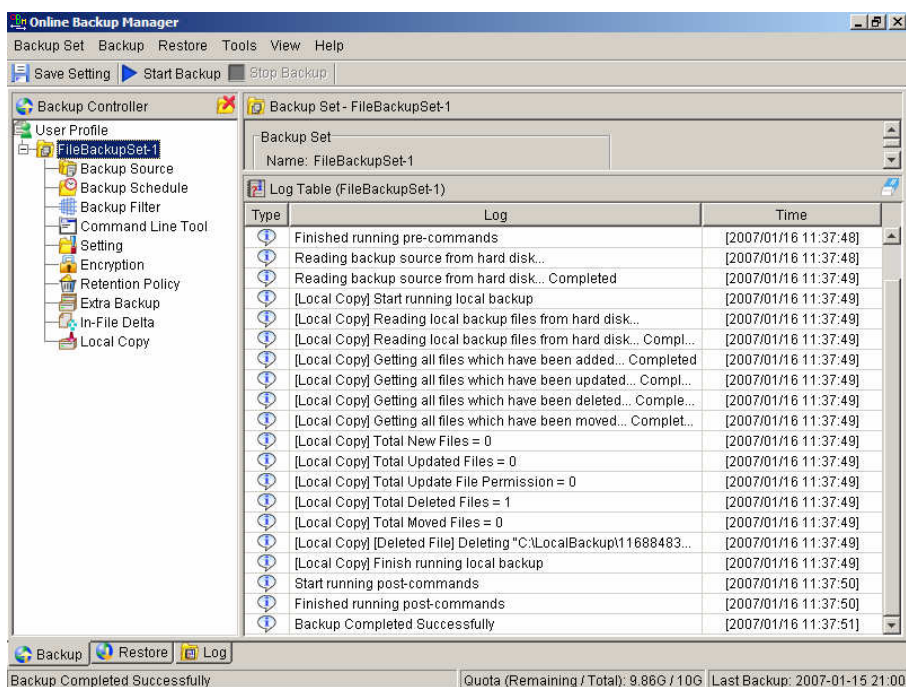 Online Backup Manager
Backup Set Backup Restore Tools View Help
Save Setting Start Backup Stop Backup
Backup Controller
User Profile
FileBackupSet-1
Backup Source
Backup Schedule
Backup Filter
Command Line Tool
Setting
Encryption
Retention Policy
Extra Backup
In-File Delta
Local Copy
Backup Set - FileBackupSet-1
Backup Set
Name: FileBackupSet-1
Log Table (FileBackupSet-1)
Type Log Time
Finished running pre-commands [2007/01/16 11:37:48]
Reading backup source from hard disk... [2007/01/16 11:37:48]
Reading backup source from hard disk... Completed [2007/01/16 11:37:49]
[Local Copy] Start running local backup [2007/01/16 11:37:49]
[Local Copy] Reading local backup files from hard disk... [2007/01/16 11:37:49]
[Local Copy] Reading local backup files from hard disk... Compl... [2007/01/16 11:37:49]
[Local Copy] Getting all files which have been added... Completed [2007/01/16 11:37:49]
[Local Copy] Getting all files which have been updated... Compl... [2007/01/16 11:37:49]
[Local Copy] Getting all files which have been deleted... Comple... [2007/01/16 11:37:49]
[Local Copy] Getting all files which have been moved... Complet... [2007/01/16 11:37:49]
[Local Copy] Total New Files = 0 [2007/01/16 11:37:49]
[Local Copy] Total Updated Files = 0 [2007/01/16 11:37:49]
[Local Copy] Total Update File Permission = 0 [2007/01/16 11:37:49]
[Local Copy] Total Deleted Files = 1 [2007/01/16 11:37:49]
[Local Copy] Total Moved Files = 0 [2007/01/16 11:37:49]
[Local Copy] [Deleted File] Deleting "C:\LocalBackup\11688483... [2007/01/16 11:37:49]
[Local Copy] Finish running local backup [2007/01/16 11:37:49]
Start running post-commands [2007/01/16 11:37:50]
Finished running post-commands [2007/01/16 11:37:50]
Backup Completed Successfully [2007/01/16 11:37:51]
Backup Restore Log
Backup Completed Successfully Quota (Remaining / Total): 9.86G / 10G Last Backup: 2007-01-15 21:00